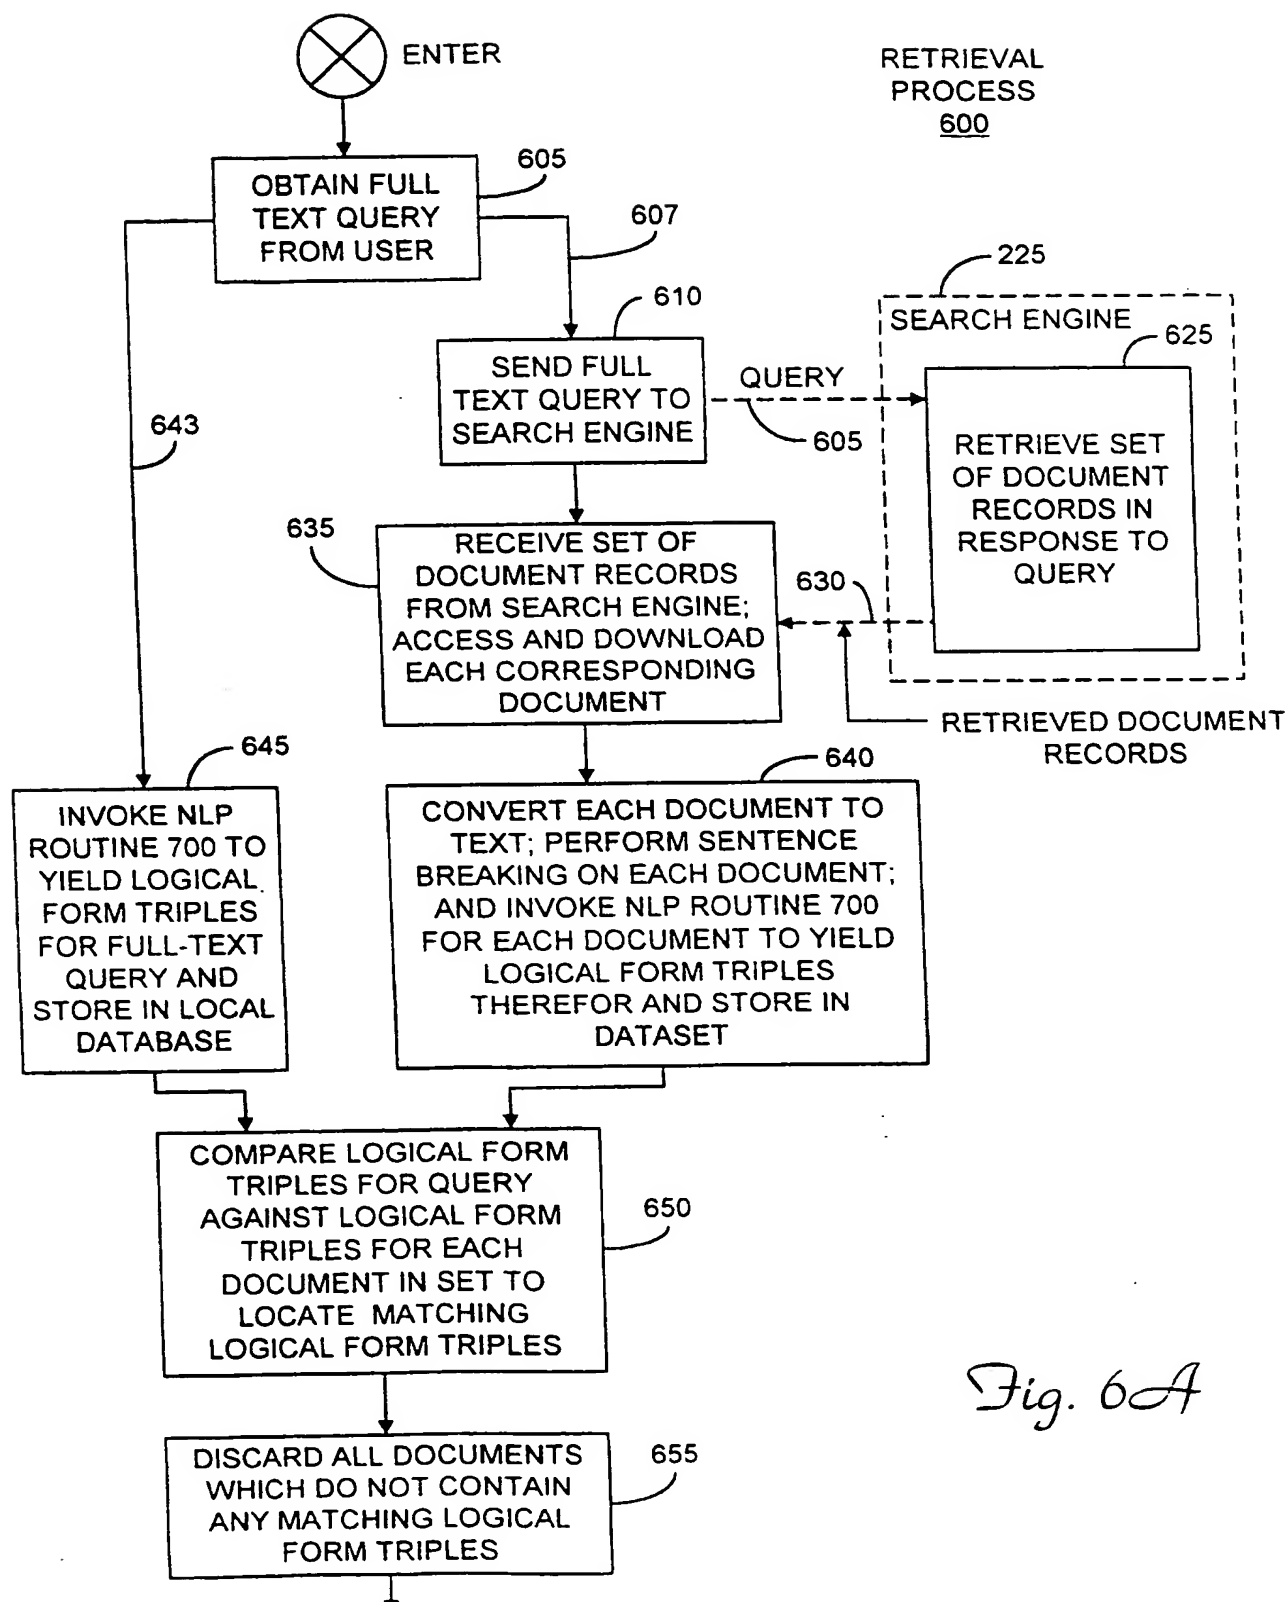 ENTER
RETRIEVAL
PROCESS
600
605
OBTAIN FULL
TEXT QUERY
FROM USER
607
225
610
SEARCH ENGINE
625
SEND FULL
TEXT QUERY TO
SEARCH ENGINE
QUERY
605
643
RETRIEVE SET
OF DOCUMENT
RECORDS IN
RESPONSE TO
QUERY
635
RECEIVE SET OF
DOCUMENT RECORDS
FROM SEARCH ENGINE;
ACCESS AND DOWNLOAD
EACH CORRESPONDING
DOCUMENT
630
RETRIEVED DOCUMENT
RECORDS
645
640
INVOKE NLP
ROUTINE 700 TO
YIELD LOGICAL
FORM TRIPLES
FOR FULL-TEXT
QUERY AND
STORE IN LOCAL
DATABASE
CONVERT EACH DOCUMENT TO
TEXT; PERFORM SENTENCE
BREAKING ON EACH DOCUMENT;
AND INVOKE NLP ROUTINE 700
FOR EACH DOCUMENT TO YIELD
LOGICAL FORM TRIPLES
THEREFOR AND STORE IN
DATASET
COMPARE LOGICAL FORM
TRIPLES FOR QUERY
AGAINST LOGICAL FORM
TRIPLES FOR EACH
DOCUMENT IN SET TO
LOCATE MATCHING
LOGICAL FORM TRIPLES
650
DISCARD ALL DOCUMENTS
WHICH DO NOT CONTAIN
ANY MATCHING LOGICAL
FORM TRIPLES
655
Fig. 6A